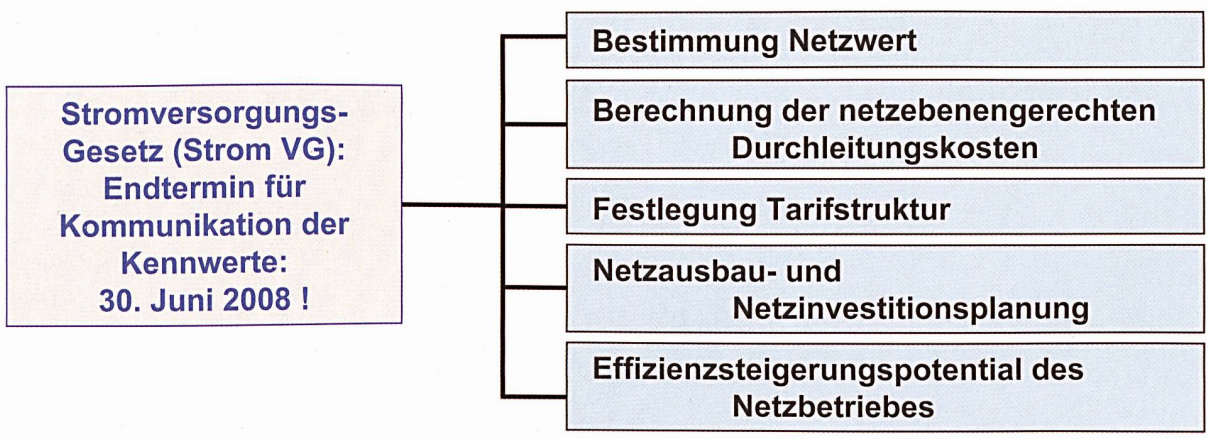 Stromversorgungs-
Gesetz (Strom VG):
Endtermin für
Kommunikation der
Kennwerte:
30. Juni 2008 !
Bestimmung Netzwert
Berechnung der netzebenengerechten
Durchleitungskosten
Festlegung Tarifstruktur
Netzausbau- und
Netzinvestitionsplanung
Effizienzsteigerungspotential des
Netzbetriebes